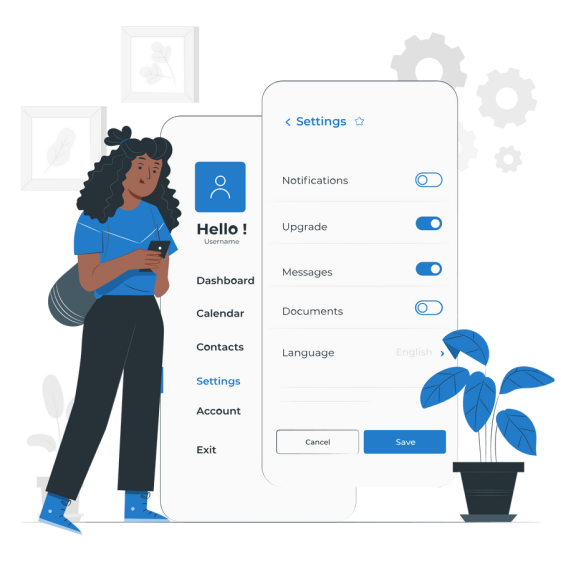 Hello !
Username
Dashboard
Calendar
Contacts
Settings
Account
Exit
Settings
Notifications
Upgrade
Messages
Documents
Language English
Cancel Save